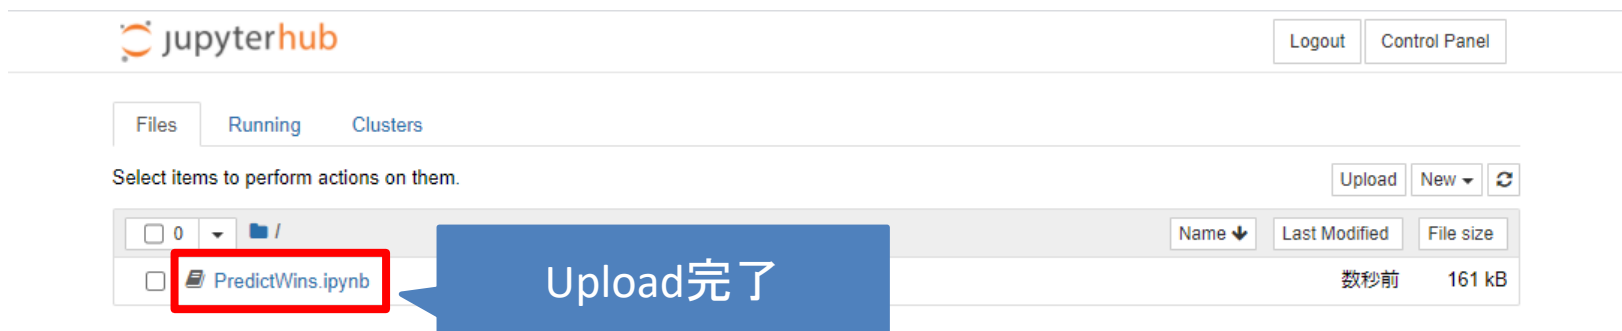 jupyterhub
Logout Control Panel
Files Running Clusters
Select items to perform actions on them.
Upload New
0 / Name Last Modified File size
PredictWins.ipynb 数秒前 161 kB
Upload完了